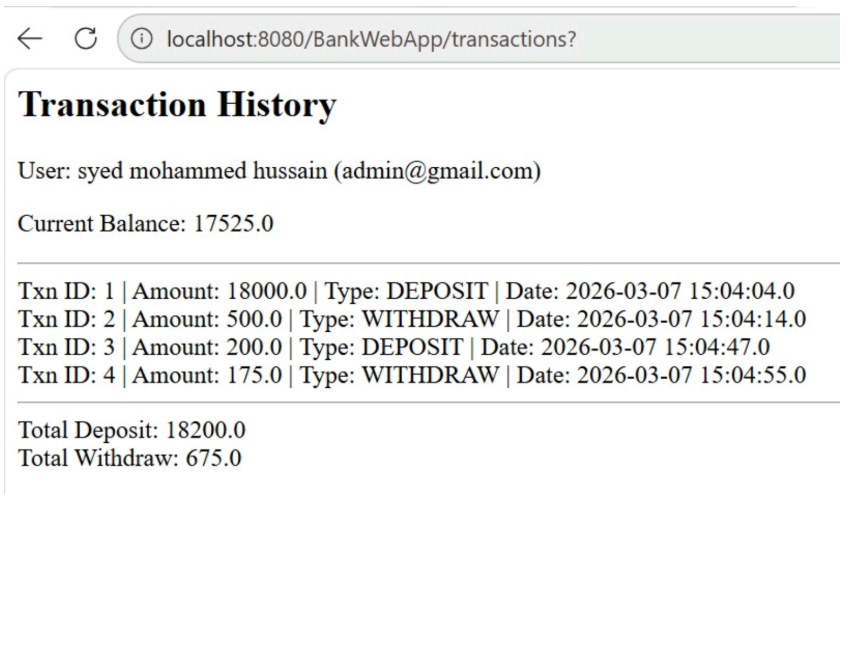 localhost:8080/BankWebApp/transactions?
Transaction History
User: syed mohammed hussain (admin@gmail.com)
Current Balance: 17525.0
Txn ID: 1 | Amount: 18000.0 | Type: DEPOSIT | Date: 2026-03-07 15:04:04.0
Txn ID: 2 | Amount: 500.0 | Type: WITHDRAW | Date: 2026-03-07 15:04:14.0
Txn ID: 3 | Amount: 200.0 | Type: DEPOSIT | Date: 2026-03-07 15:04:47.0
Txn ID: 4 | Amount: 175.0 | Type: WITHDRAW | Date: 2026-03-07 15:04:55.0
Total Deposit: 18200.0
Total Withdraw: 675.0